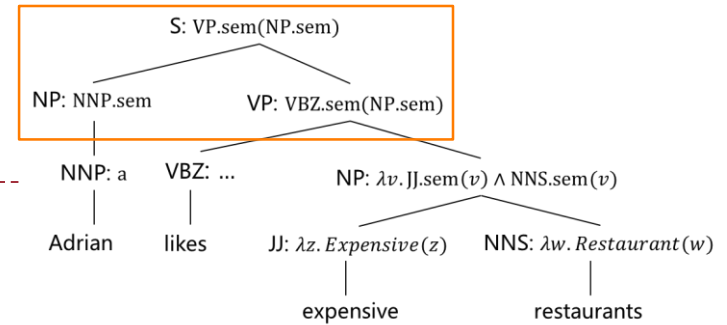 S: VP.sem(NP.sem)
NP: NNP.sem VP: VBZ.sem(NP.sem)
NNP: a VBZ: ... NP: λv. JJ.sem(v) ∧ NNS.sem(v)
Adrian likes JJ: λz. Expensive(z) NNS: λw. Restaurant(w)
expensive restaurants